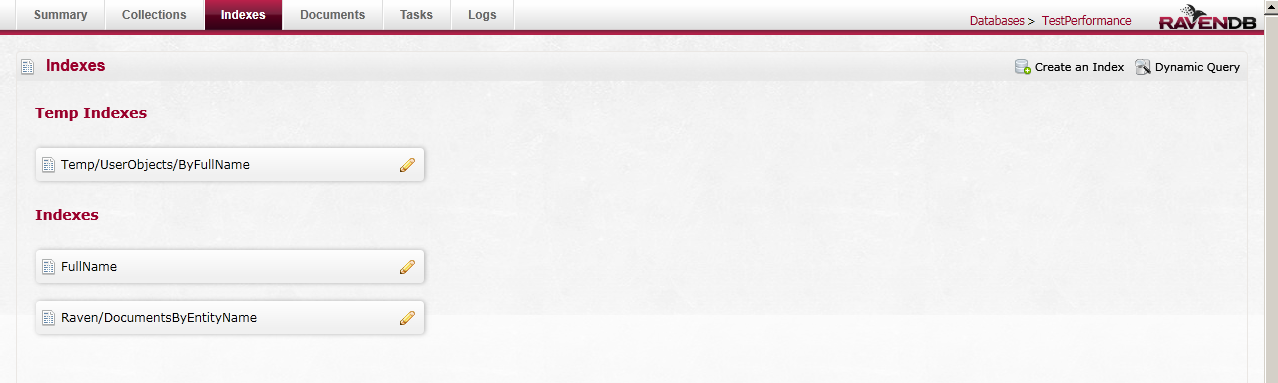 Summary Collections Indexes Documents Tasks Logs
Databases > TestPerformance RAVENDB
Indexes Create an Index Dynamic Query
Temp Indexes
Temp/UserObjects/ByFullName
Indexes
FullName
Raven/DocumentsByEntityName